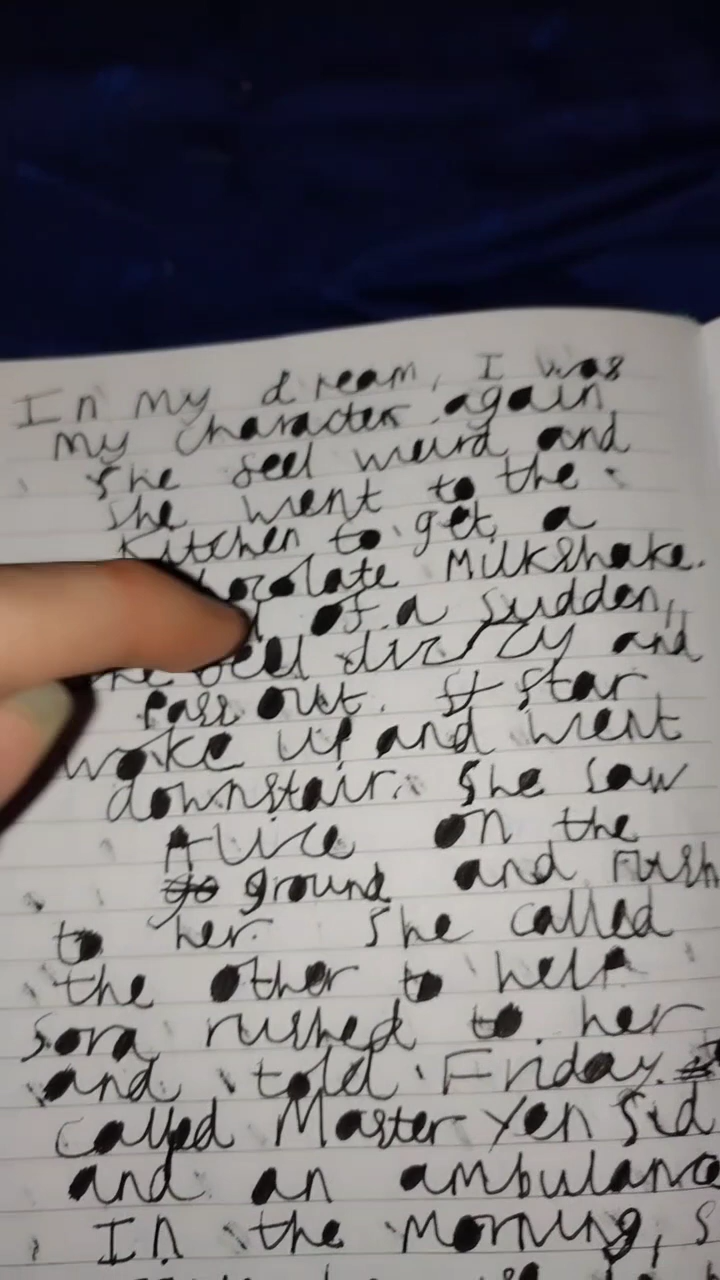 In my dream, I was
my character again
She feel weird and
she went to the
kitchen to get a
chocolate Milkshake.
of a sudden,
feel dizzy and
pass out. Star
woke up and went
downstair. She saw
Alice on the
go ground and rush
to her. She called
the other to help
Sora rushed to her
and told Friday.
called Master Yen Sid
and an ambulance
In the Morning, S